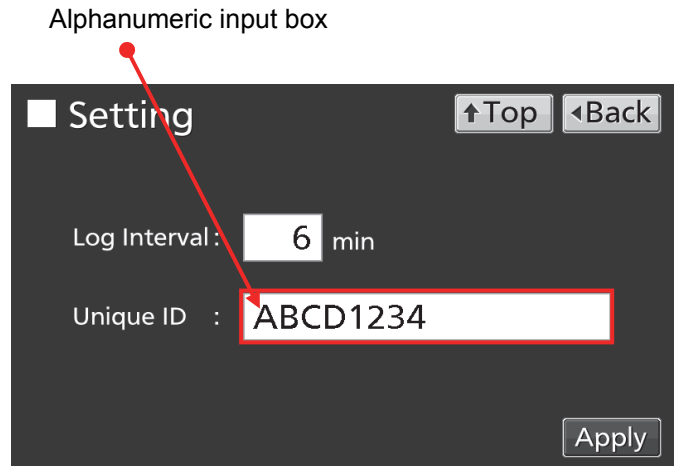 Alphanumeric input box
Setting
Top
Back
Log Interval : 6 min
Unique ID : ABCD1234
Apply